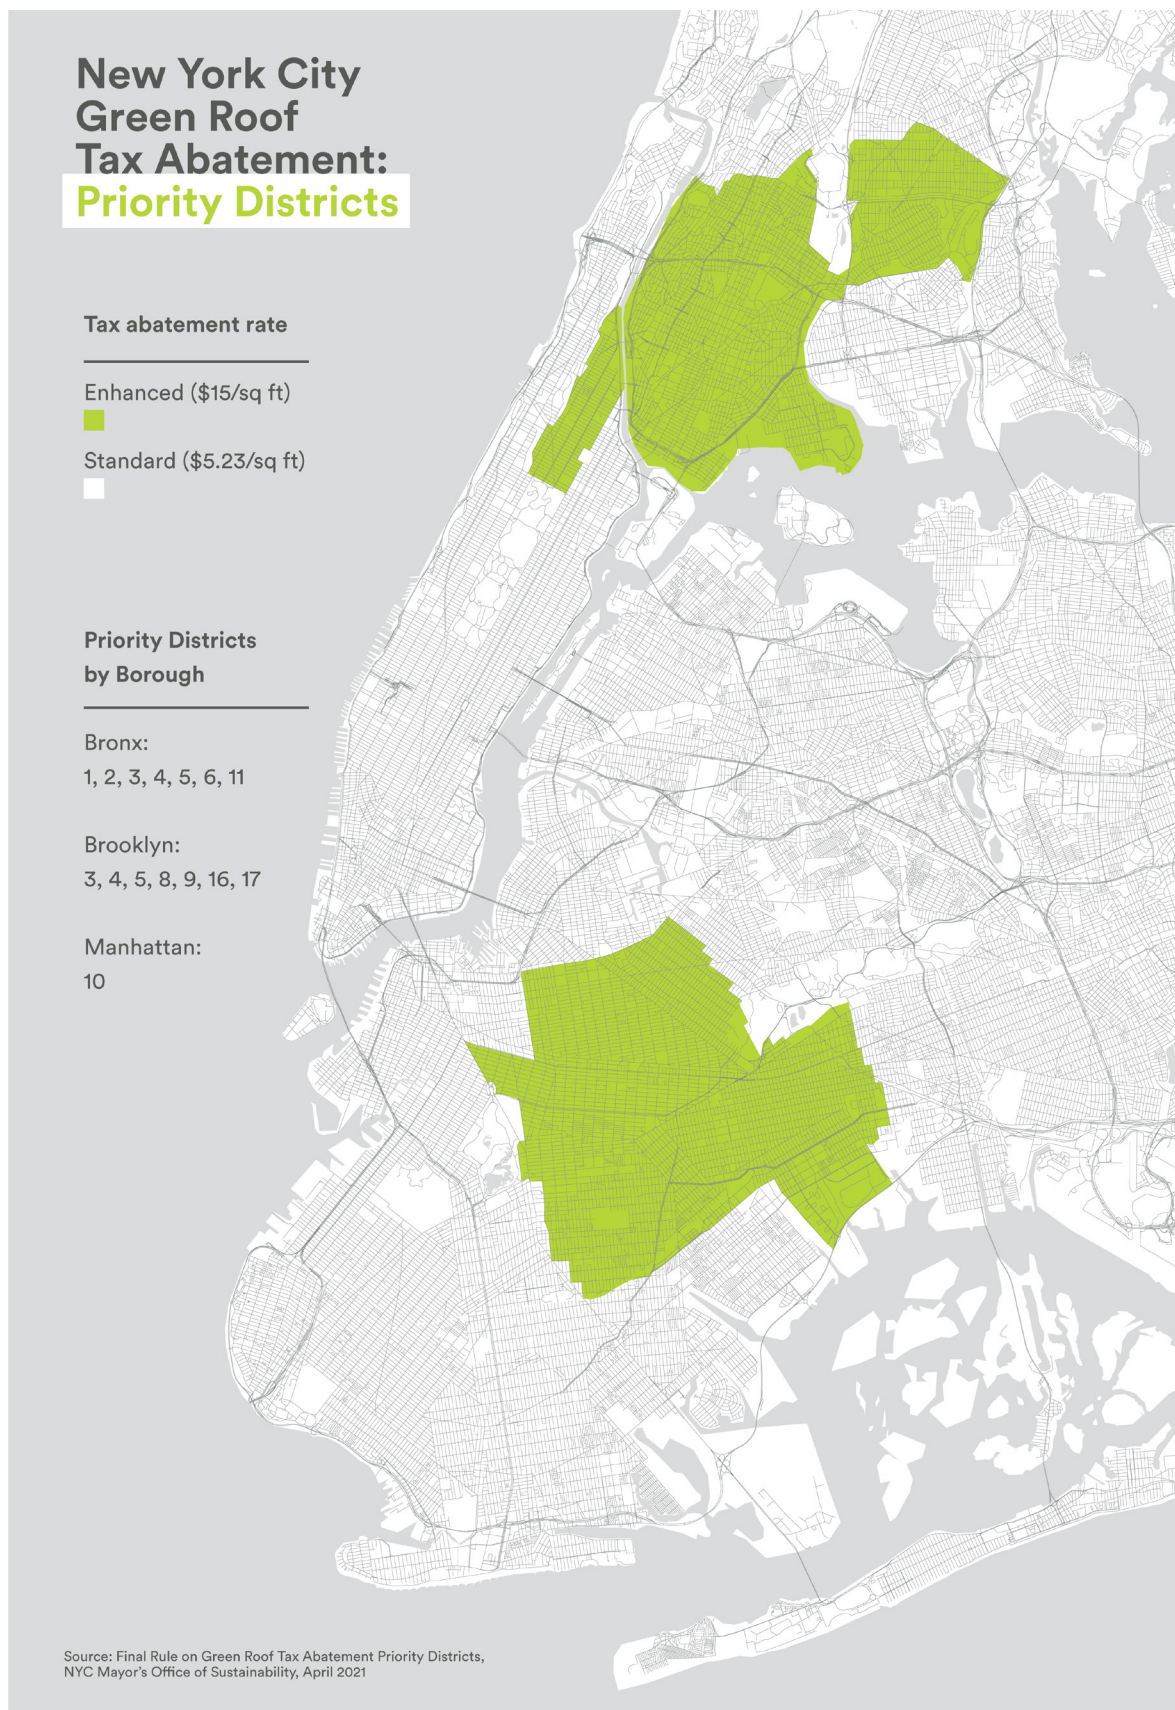 New York City
Green Roof
Tax Abatement:
Priority Districts
Tax abatement rate
Enhanced ($15/sq ft)
Standard ($5.23/sq ft)
Priority Districts
by Borough
Bronx:
1, 2, 3, 4, 5, 6, 11
Brooklyn:
3, 4, 5, 8, 9, 16, 17
Manhattan:
10
Source: Final Rule on Green Roof Tax Abatement Priority Districts,
NYC Mayor’s Office of Sustainability, April 2021